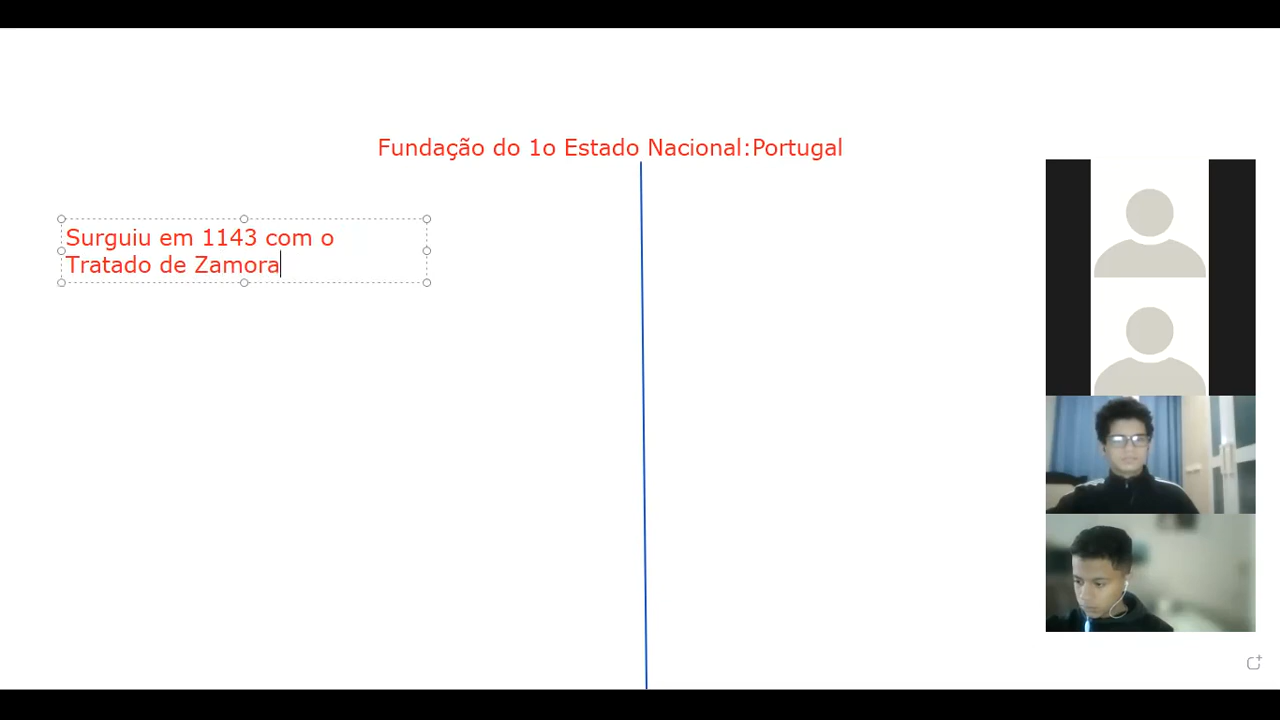 Fundação do 1o Estado Nacional:Portugal
Surguiu em 1143 com o
Tratado de Zamora